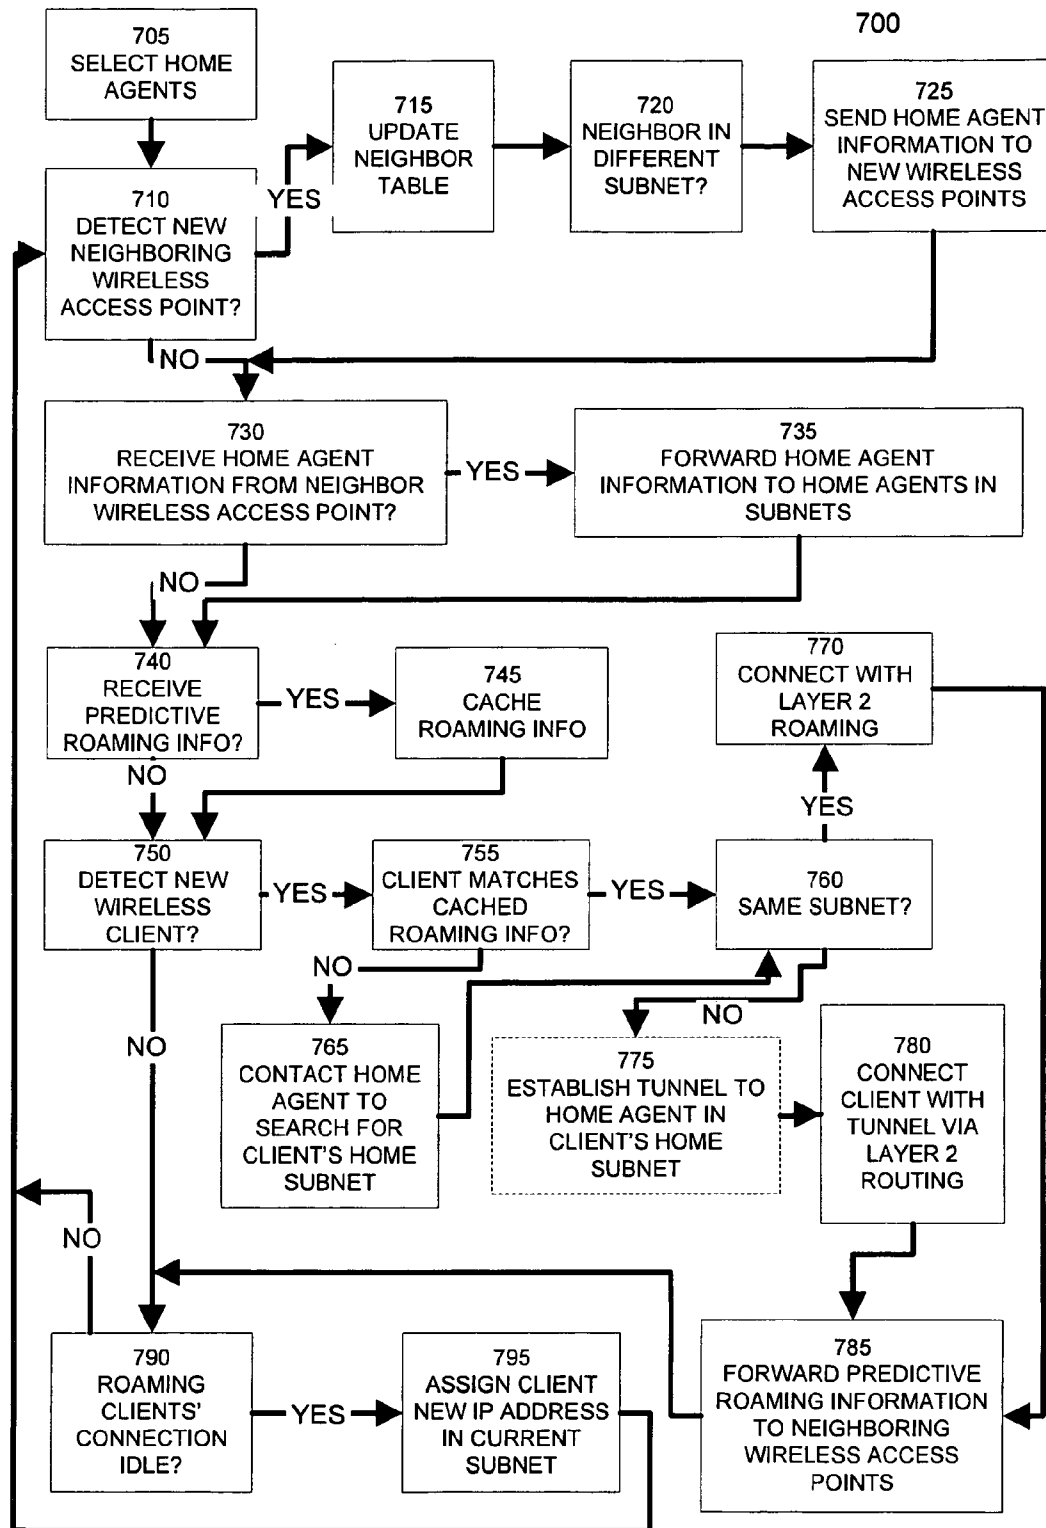 700
705
SELECT HOME
AGENTS
710
DETECT NEW
NEIGHBORING
WIRELESS
ACCESS POINT?
YES
715
UPDATE
NEIGHBOR
TABLE
720
NEIGHBOR IN
DIFFERENT
SUBNET?
725
SEND HOME AGENT
INFORMATION TO
NEW WIRELESS
ACCESS POINTS
NO
730
RECEIVE HOME AGENT
INFORMATION FROM NEIGHBOR
WIRELESS ACCESS POINT?
YES
735
FORWARD HOME AGENT
INFORMATION TO HOME AGENTS IN
SUBNETS
NO
740
RECEIVE
PREDICTIVE
ROAMING INFO?
YES
745
CACHE
ROAMING INFO
770
CONNECT WITH
LAYER 2
ROAMING
NO
YES
750
DETECT NEW
WIRELESS
CLIENT?
YES
755
CLIENT MATCHES
CACHED
ROAMING INFO?
YES
760
SAME SUBNET?
NO
NO
NO
765
CONTACT HOME
AGENT TO
SEARCH FOR
CLIENT'S HOME
SUBNET
775
ESTABLISH TUNNEL TO
HOME AGENT IN
CLIENT'S HOME
SUBNET
780
CONNECT
CLIENT WITH
TUNNEL VIA
LAYER 2
ROUTING
NO
790
ROAMING
CLIENTS'
CONNECTION
IDLE?
YES
795
ASSIGN CLIENT
NEW IP ADDRESS
IN CURRENT
SUBNET
785
FORWARD PREDICTIVE
ROAMING INFORMATION
TO NEIGHBORING
WIRELESS ACCESS
POINTS